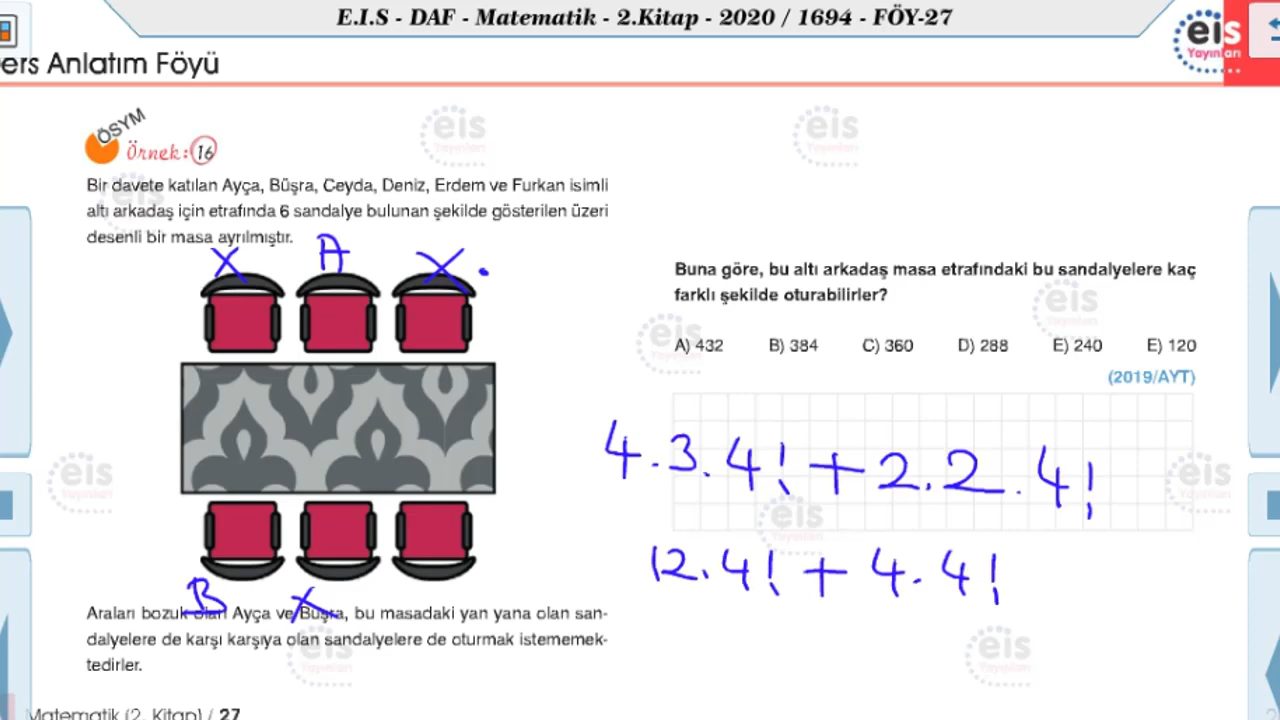 E.I.S - DAF - Matematik - 2.Kitap - 2020 / 1694 - FÖY-27
eis
Yayınları
ers Anlatım Föyü
ÖSYM
Örnek: 16
Bir davete katılan Ayça, Büşra, Ceyda, Deniz, Erdem ve Furkan isimli
altı arkadaş için etrafında 6 sandalye bulunan şekilde gösterilen üzeri
desenli bir masa ayrılmıştır.
X A X .
B X
Araları bozuk olan Ayça ve Büşra, bu masadaki yan yana olan san-
dalyelere de karşı karşıya olan sandalyelere de oturmak istememek-
tedirler.
Buna göre, bu altı arkadaş masa etrafındaki bu sandalyelere kaç
farklı şekilde oturabilirler?
A) 432 B) 384 C) 360 D) 288 E) 240 E) 120
(2019/AYT)
4.3.4! + 2.2.4!
12.4! + 4.4!
Matematik (2. Kitap) / 27